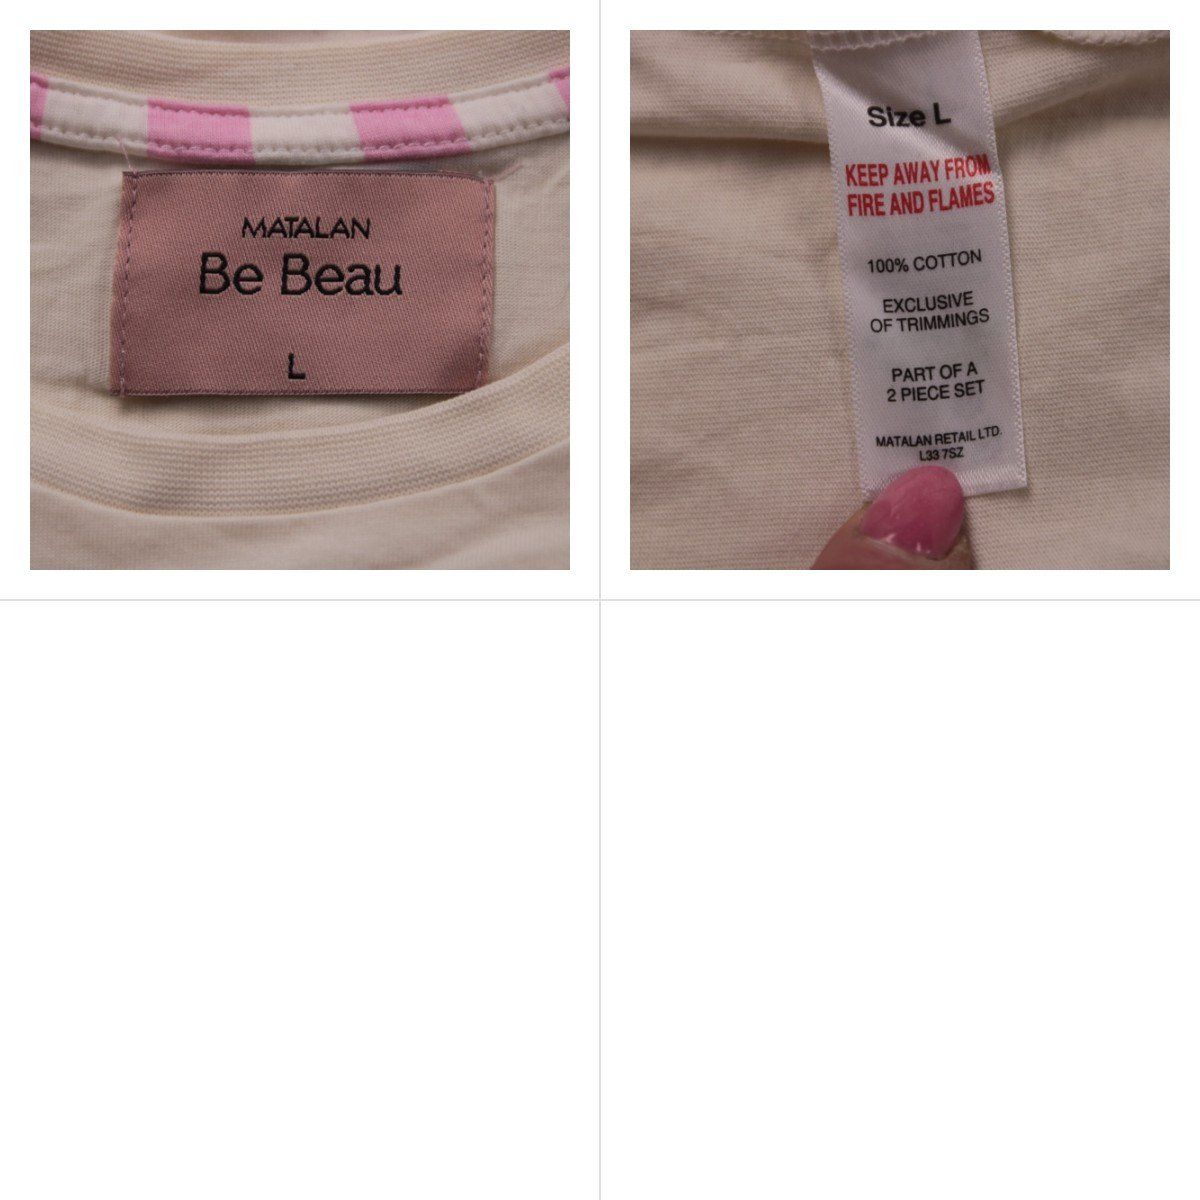 MATALAN
Be Beau
L
Size L
KEEP AWAY FROM
FIRE AND FLAMES
100% COTTON
EXCLUSIVE
OF TRIMMINGS
PART OF A
2 PIECE SET
MATALAN RETAIL LTD.
L33 7SZ